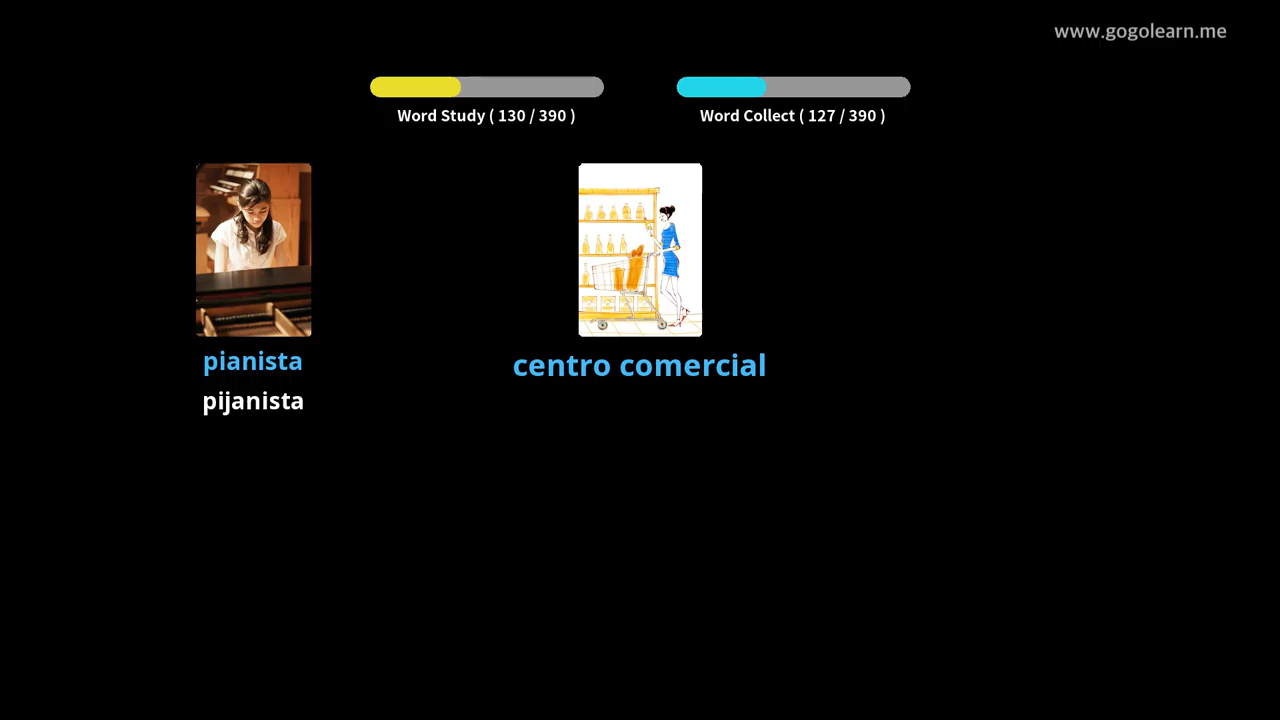 www.gogolearn.me
Word Study ( 130 / 390 )
Word Collect ( 127 / 390 )
pianista
pijanista
centro comercial